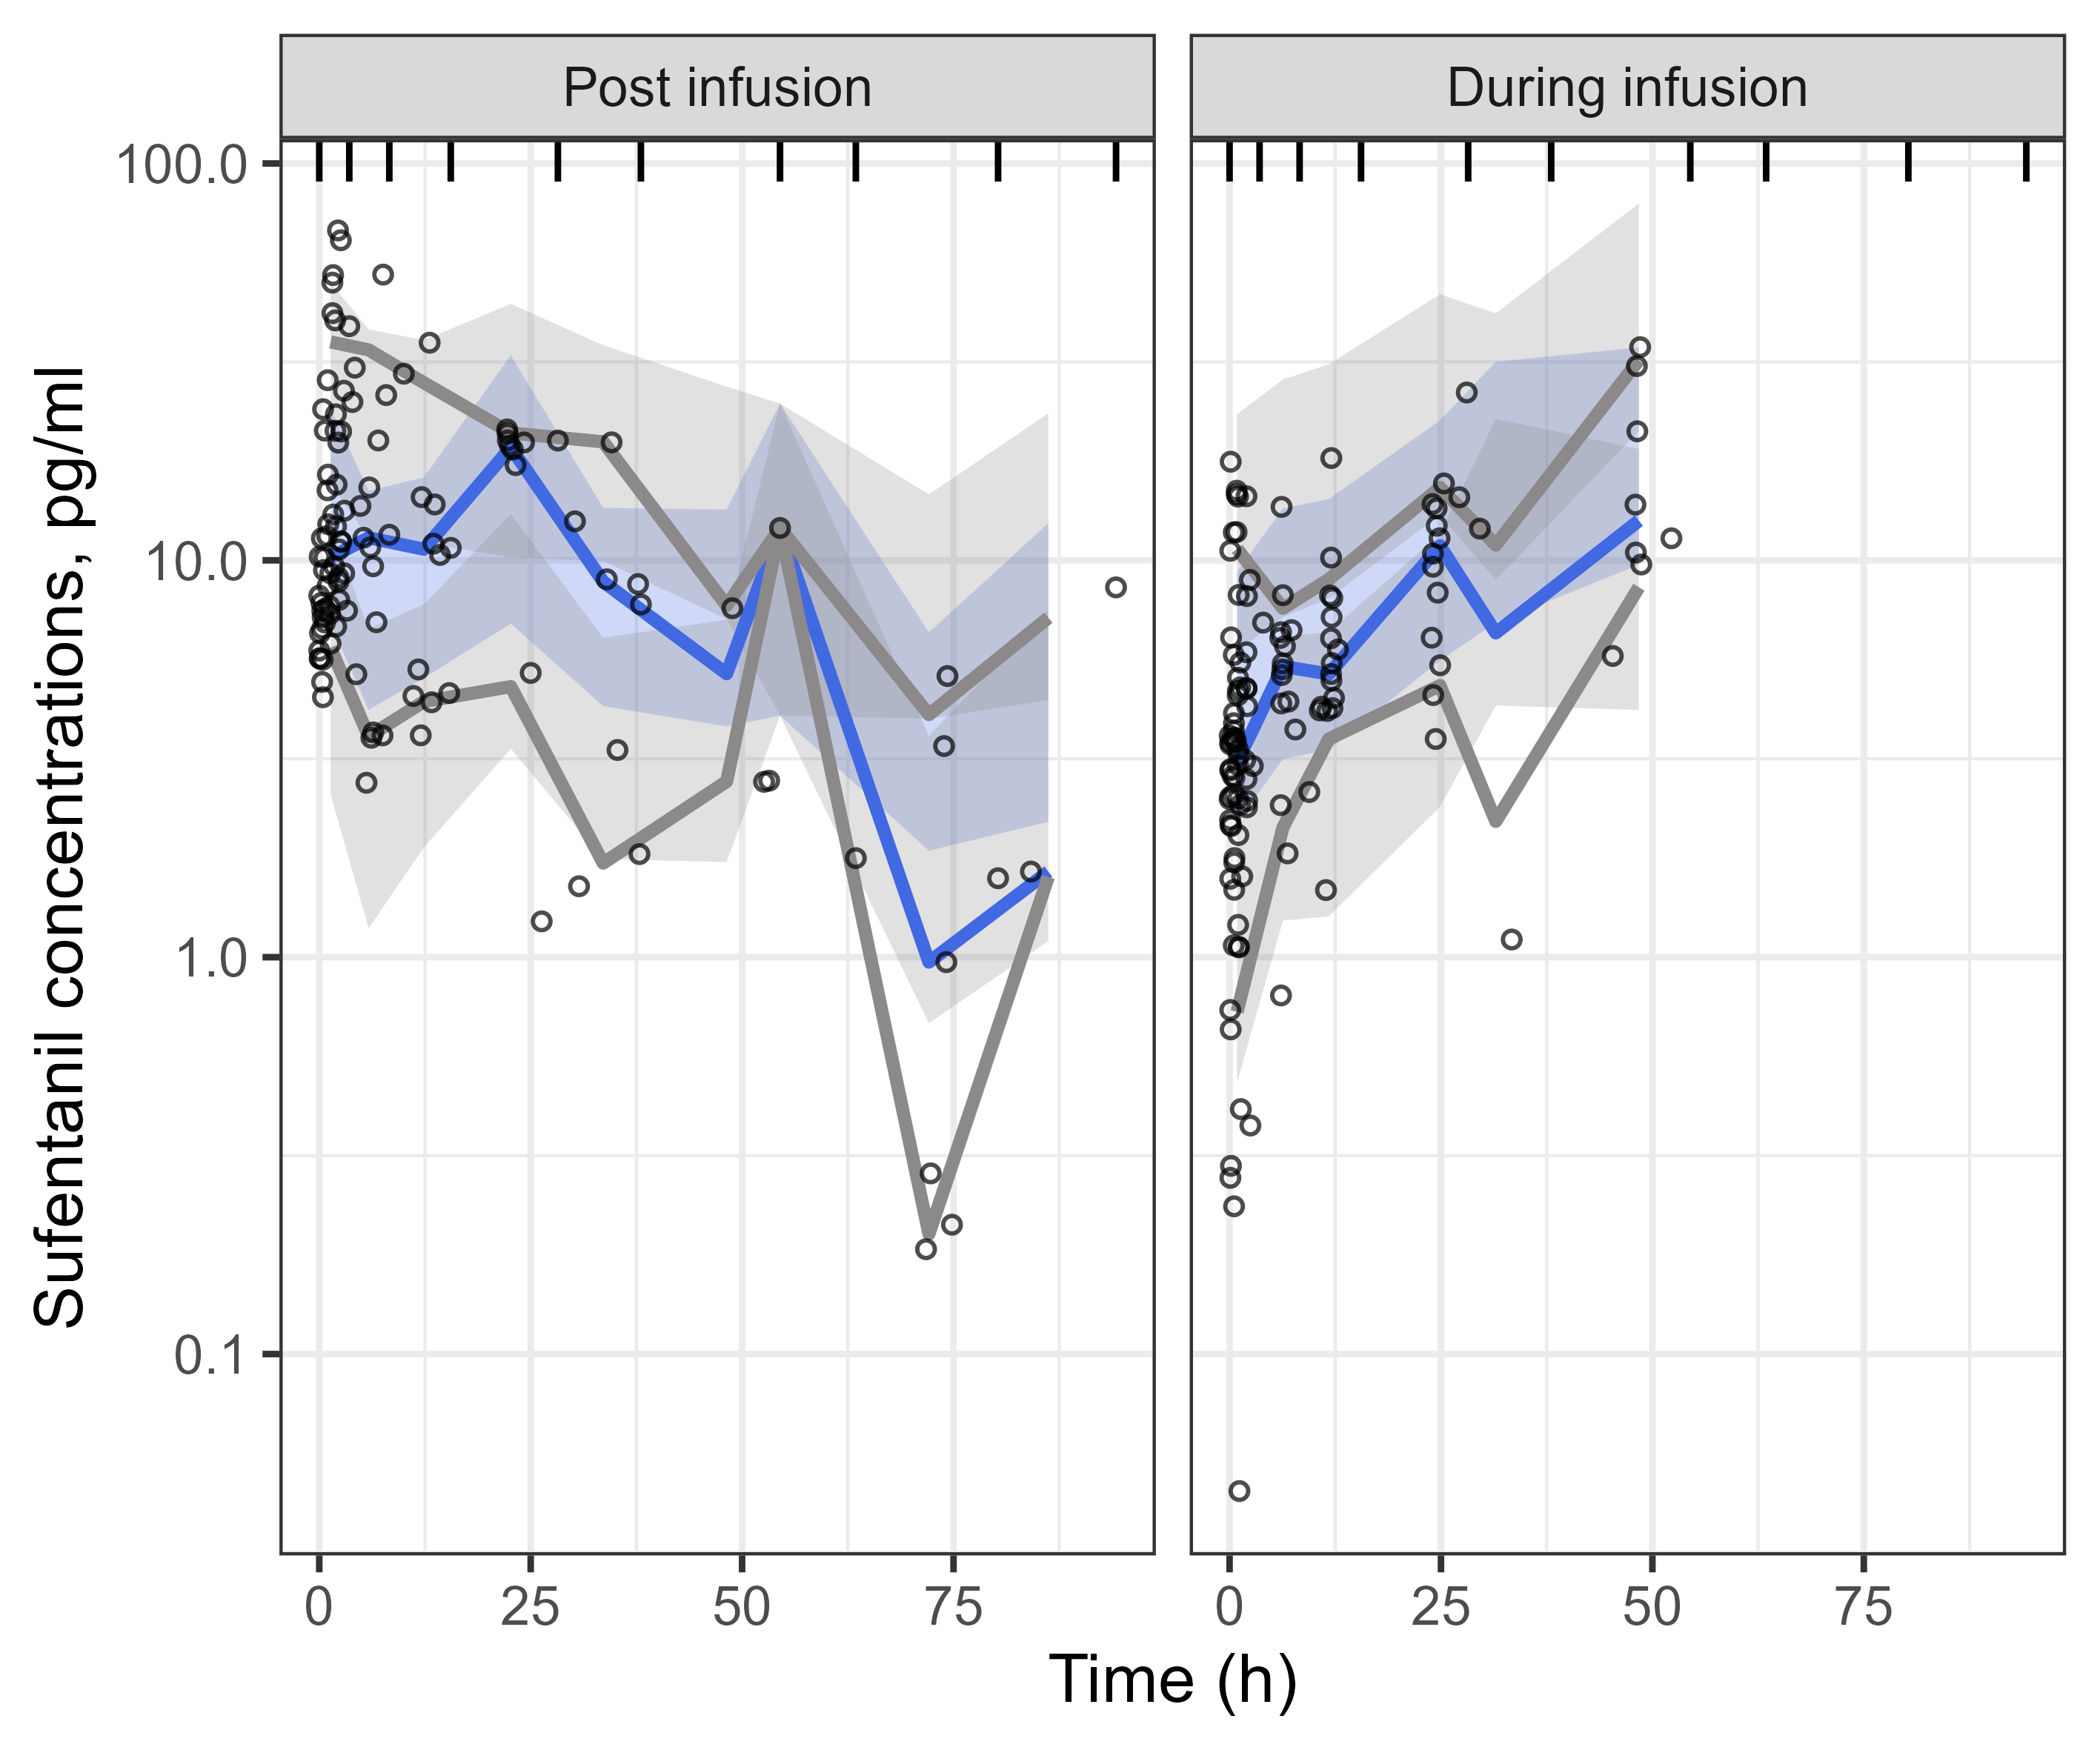 Post infusion
During infusion
Sufentanil concentrations, pg/ml
100.0
10.0
1.0
0.1
0 25 50 75
0 25 50 75
Time (h)